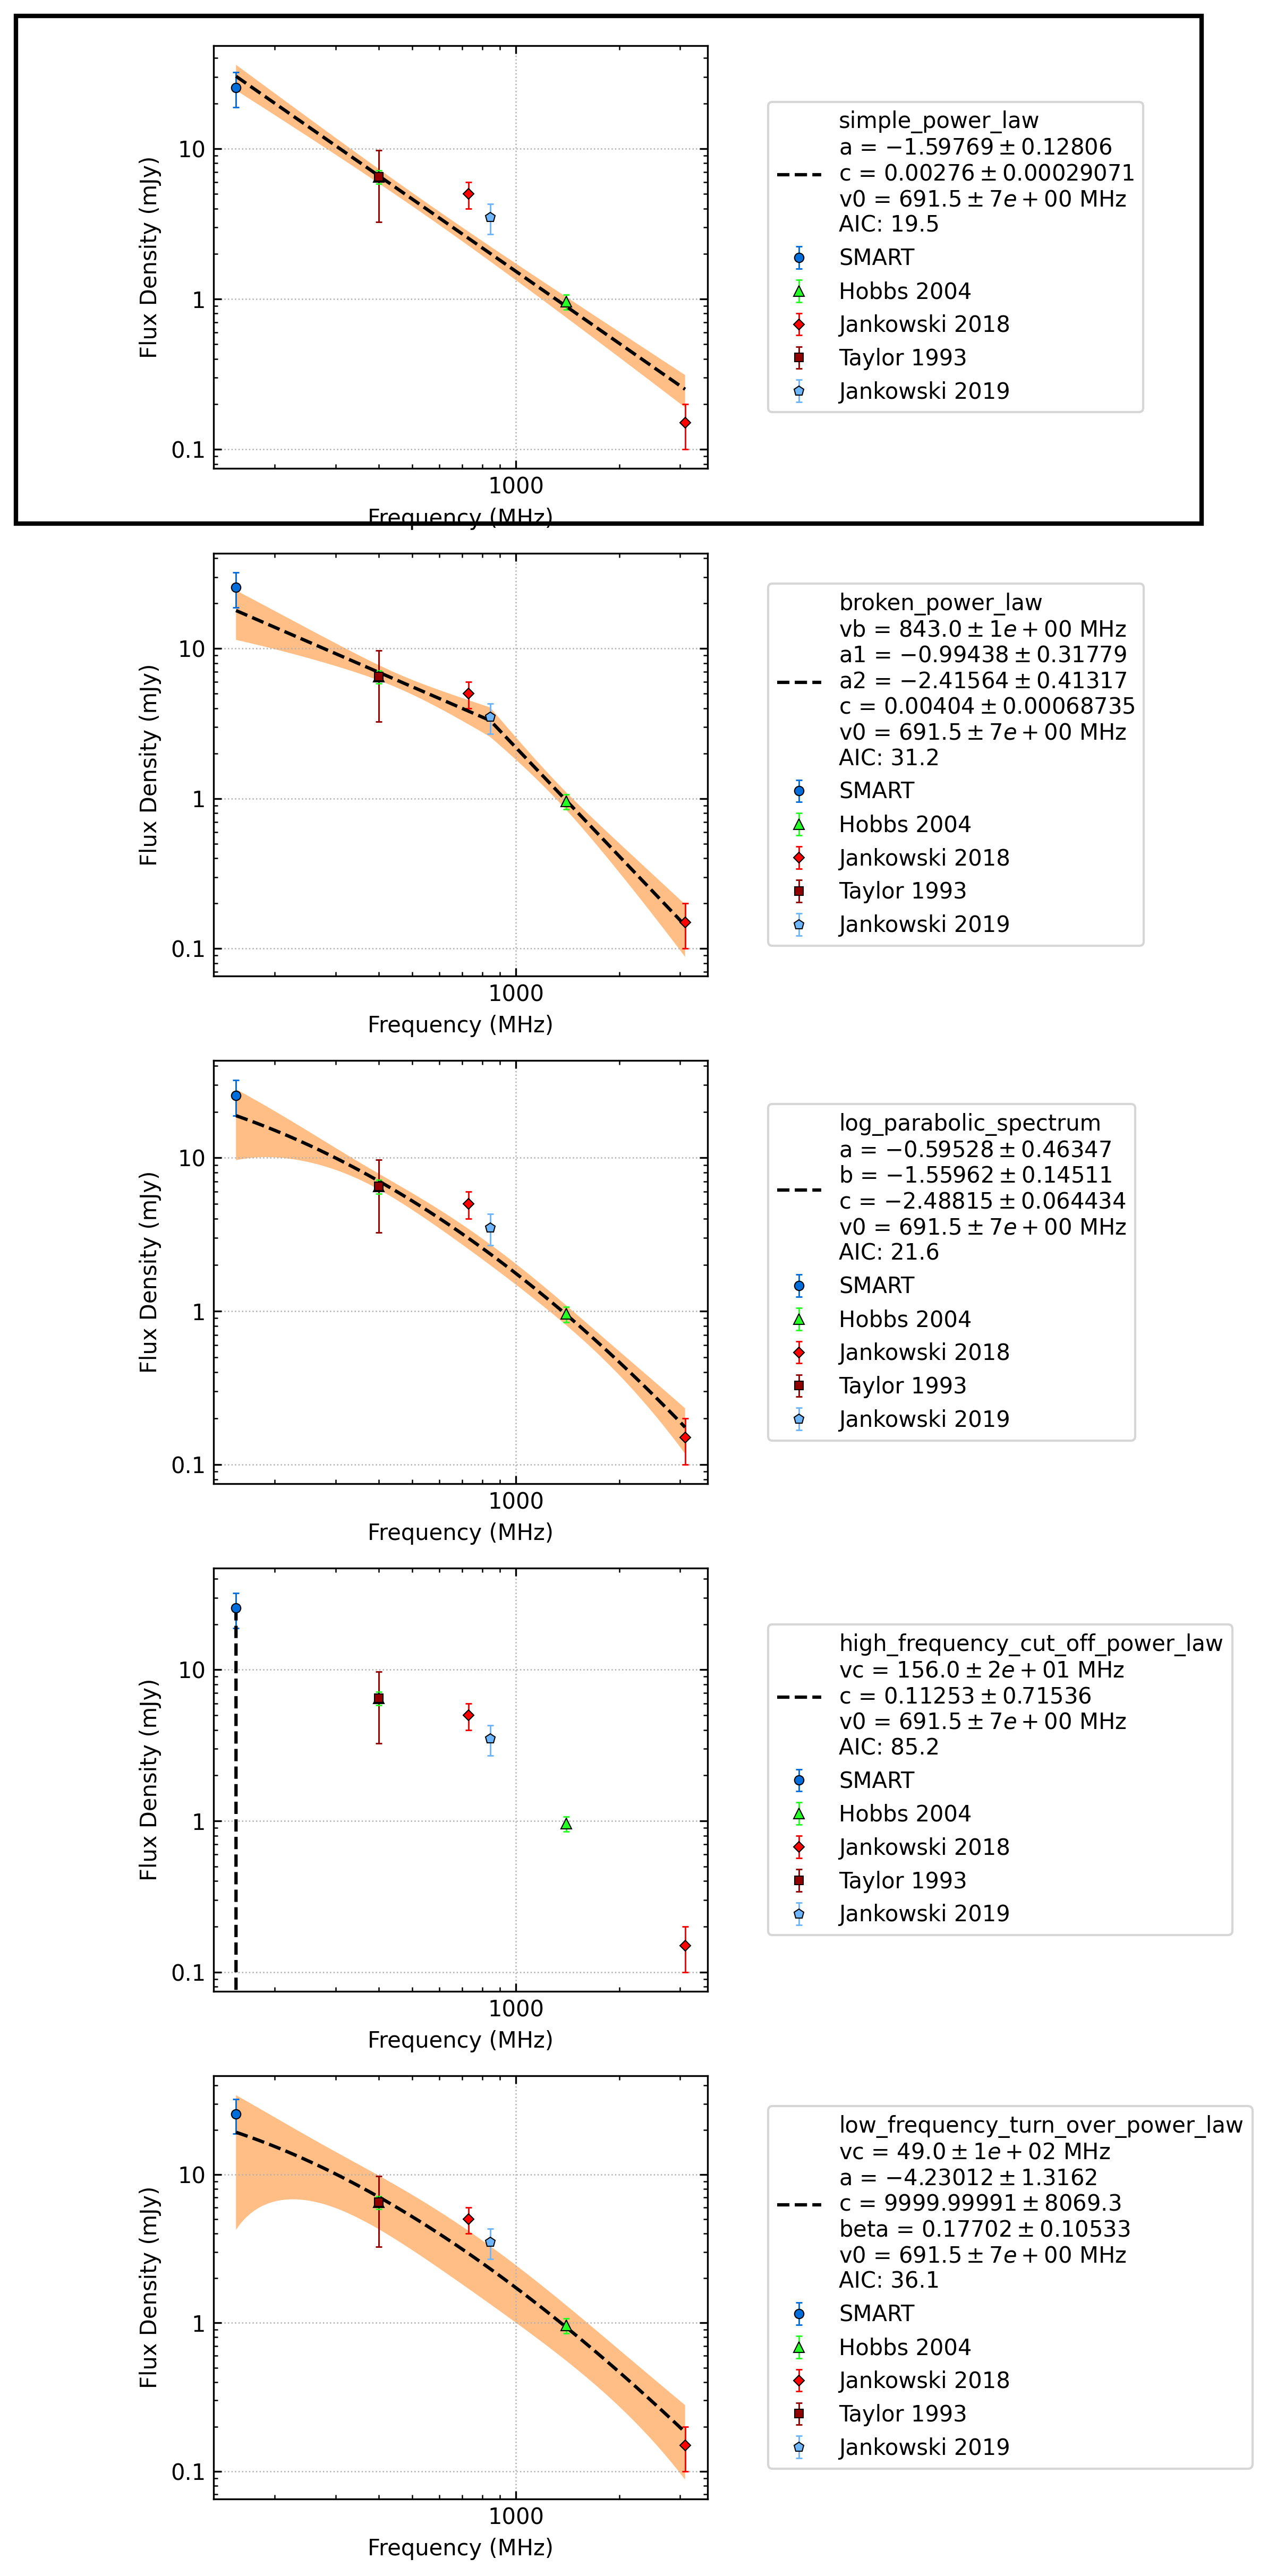 10
1
0.1
Flux Density (mJy)
1000
Frequency (MHz)
simple_power_law
a = −1.59769 ± 0.12806
c = 0.00276 ± 0.00029071
v0 = 691.5 ± 7e + 00 MHz
AIC: 19.5
SMART
Hobbs 2004
Jankowski 2018
Taylor 1993
Jankowski 2019
10
1
0.1
Flux Density (mJy)
1000
Frequency (MHz)
broken_power_law
vb = 843.0 ± 1e + 00 MHz
a1 = −0.99438 ± 0.31779
a2 = −2.41564 ± 0.41317
c = 0.00404 ± 0.00068735
v0 = 691.5 ± 7e + 00 MHz
AIC: 31.2
SMART
Hobbs 2004
Jankowski 2018
Taylor 1993
Jankowski 2019
10
1
0.1
Flux Density (mJy)
1000
Frequency (MHz)
log_parabolic_spectrum
a = −0.59528 ± 0.46347
b = −1.55962 ± 0.14511
c = −2.48815 ± 0.064434
v0 = 691.5 ± 7e + 00 MHz
AIC: 21.6
SMART
Hobbs 2004
Jankowski 2018
Taylor 1993
Jankowski 2019
10
1
0.1
Flux Density (mJy)
1000
Frequency (MHz)
high_frequency_cut_off_power_law
vc = 156.0 ± 2e + 01 MHz
c = 0.11253 ± 0.71536
v0 = 691.5 ± 7e + 00 MHz
AIC: 85.2
SMART
Hobbs 2004
Jankowski 2018
Taylor 1993
Jankowski 2019
10
1
0.1
Flux Density (mJy)
1000
Frequency (MHz)
low_frequency_turn_over_power_law
vc = 49.0 ± 1e + 02 MHz
a = −4.23012 ± 1.3162
c = 9999.99991 ± 8069.3
beta = 0.17702 ± 0.10533
v0 = 691.5 ± 7e + 00 MHz
AIC: 36.1
SMART
Hobbs 2004
Jankowski 2018
Taylor 1993
Jankowski 2019